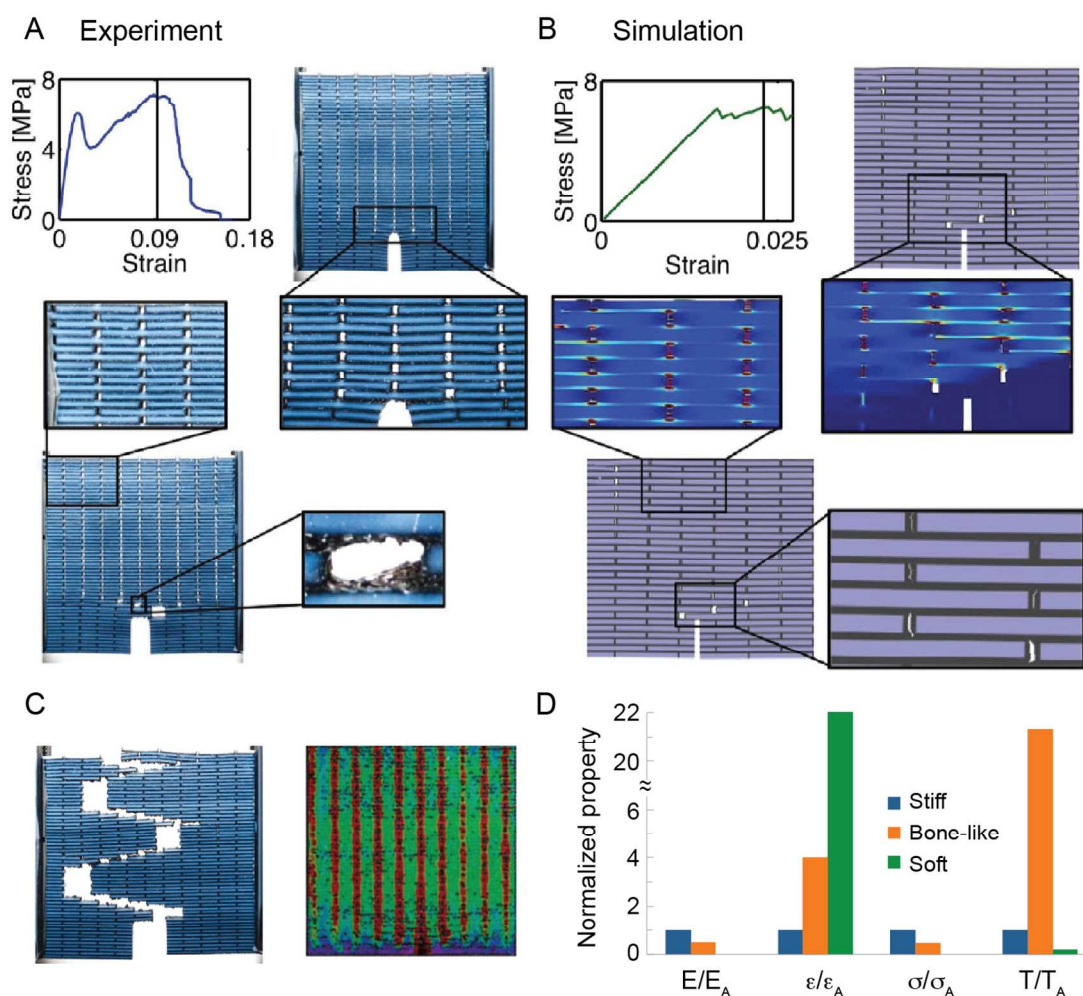 A Experiment
8
4
0
Stress [MPa]
0 0.09 0.18
Strain
B Simulation
8
0
Stress [MPa]
0 0.025
Strain
C
D
22
20
≈
6
4
2
1
0
Normalized property
Stiff
Bone-like
Soft
E/E_A ε/ε_A σ/σ_A T/T_A